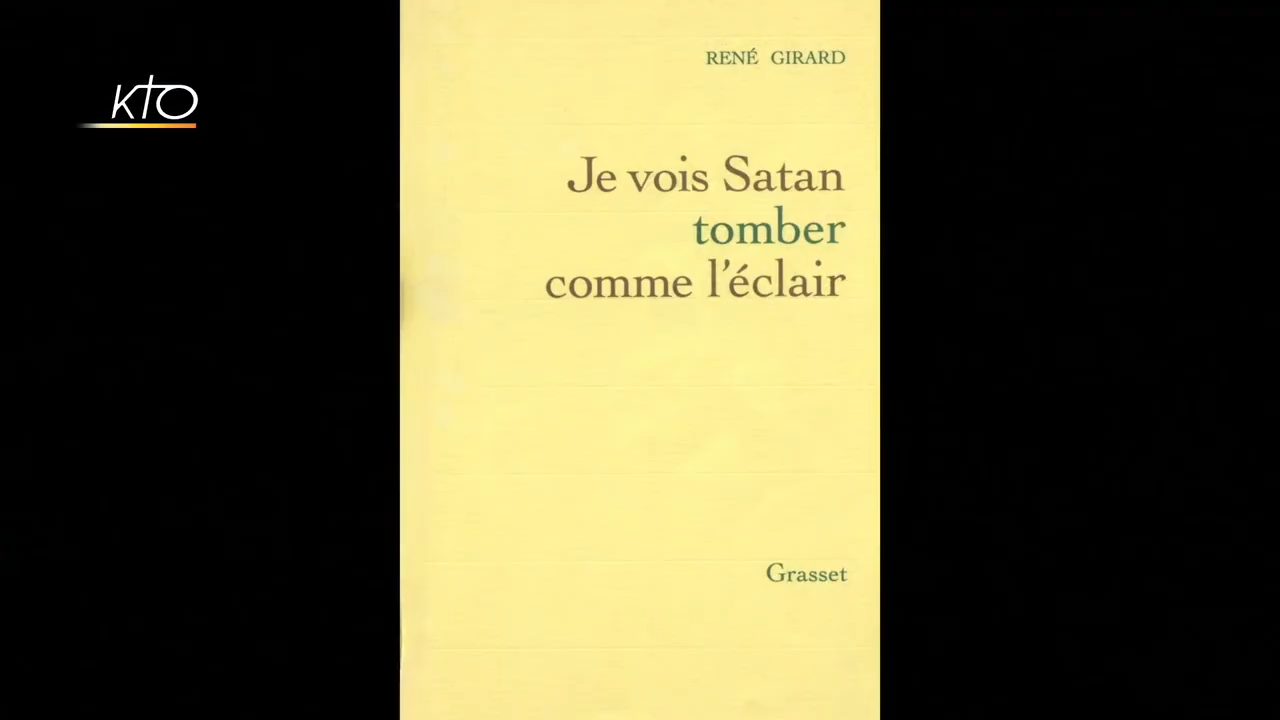 KTO
RENÉ GIRARD
Je vois Satan
tomber
comme l'éclair
Grasset